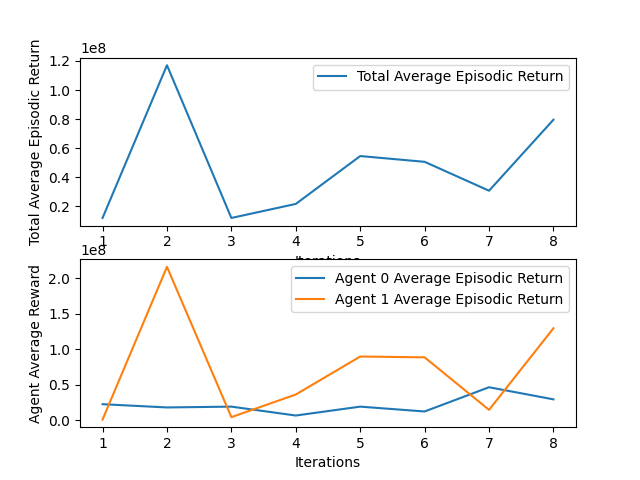 1e8
Total Average Episodic Return
1.2
1.0
0.8
0.6
0.4
0.2
Total Average Episodic Return
1 2 3 4 5 6 7 8
Iterations
1e8
Agent Average Reward
2.0
1.5
1.0
0.5
0.0
Agent 0 Average Episodic Return
Agent 1 Average Episodic Return
1 2 3 4 5 6 7 8
Iterations